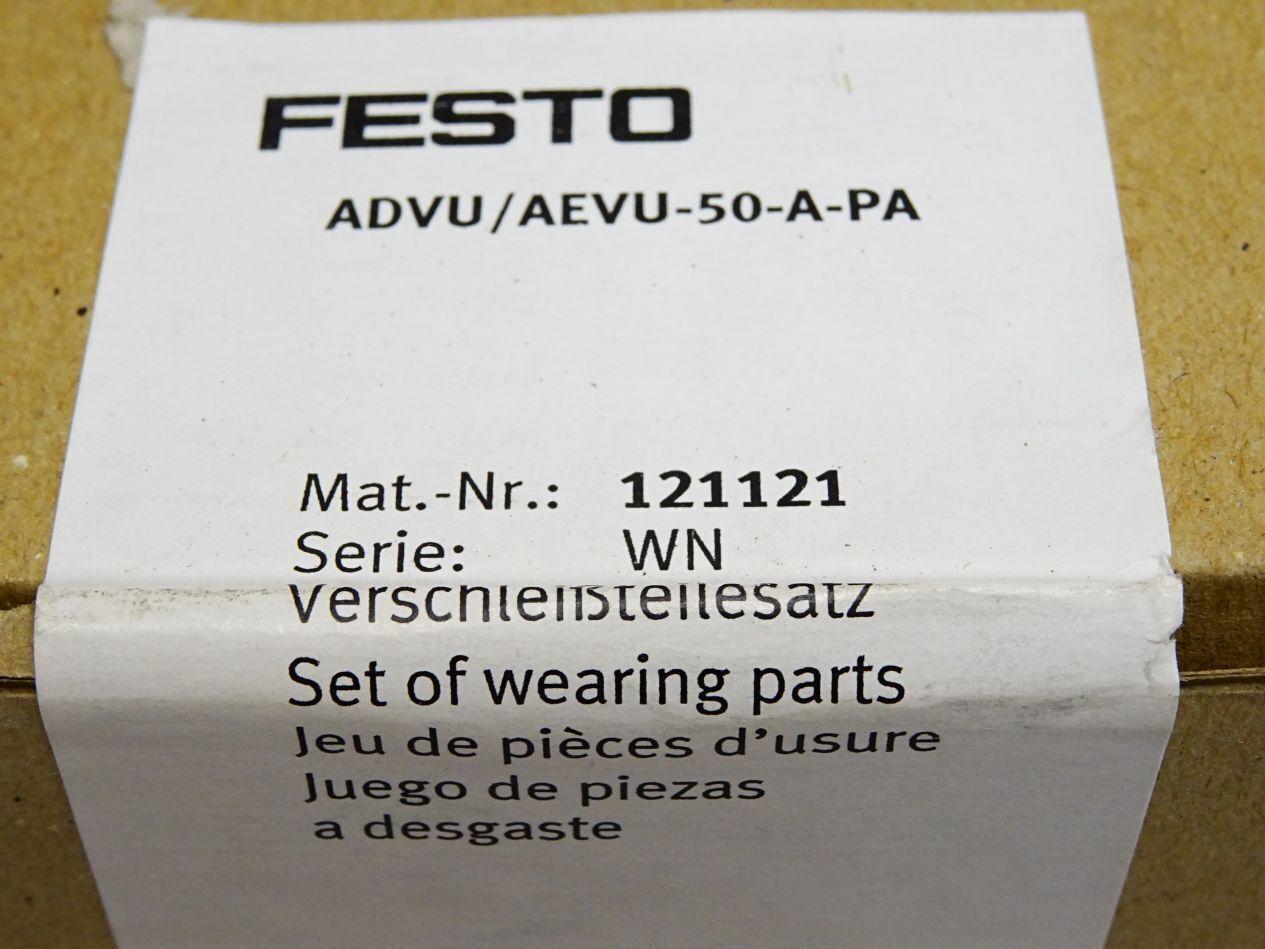 FESTO
ADVU/AEVU-50-A-PA
Mat.-Nr.: 121121
Serie: WN
Verschleißteilesatz
Set of wearing parts
Jeu de pièces d'usure
Juego de piezas
a desgaste